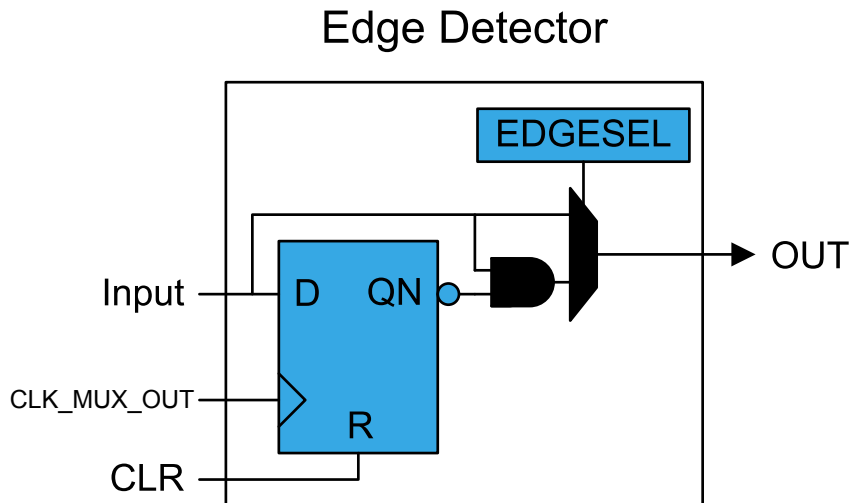 Edge Detector
EDGESEL
OUT
Input
D
QN
CLK_MUX_OUT
R
CLR